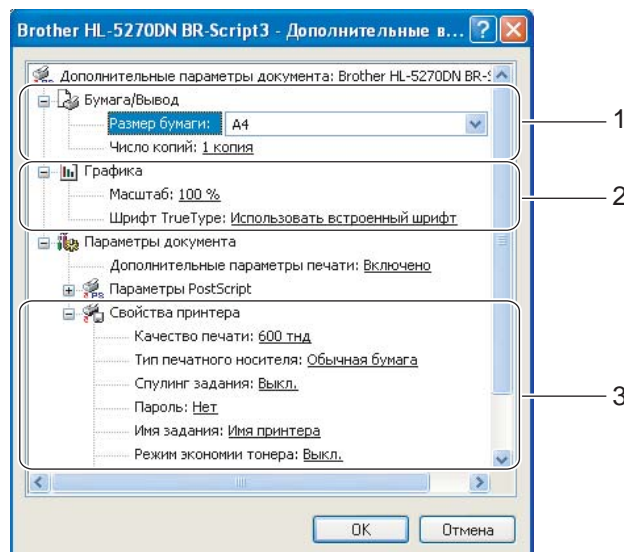 Brother HL-5270DN BR-Script3 - Дополнительные в...
Дополнительные параметры документа: Brother HL-5270DN BR-
Бумага/Вывод
Размер бумаги: A4
Число копий: 1 копия
1
Графика
Масштаб: 100 %
Шрифт TrueType: Использовать встроенный шрифт
2
Параметры документа
Дополнительные параметры печати: Включено
Параметры PostScript
Свойства принтера
Качество печати: 600 тнд
Тип печатного носителя: Обычная бумага
Спулинг задания: Выкл.
Пароль: Нет
Имя задания: Имя принтера
Режим экономии тонера: Выкл.
3
OK Отмена